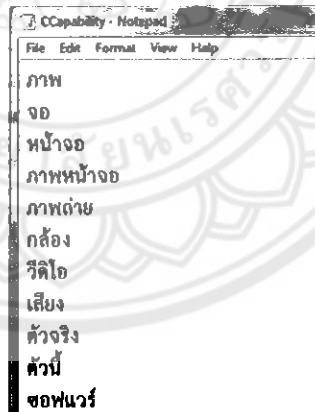 CCapability - Notepad
File Edit Format View Help
ภาพ
จอ
หน้าจอ
ภาพหน้าจอ
ภาพถ่าย
กล้อง
วีดิโอ
เสียง
ตัวจริง
ตัวนี้
ซอฟแวร์